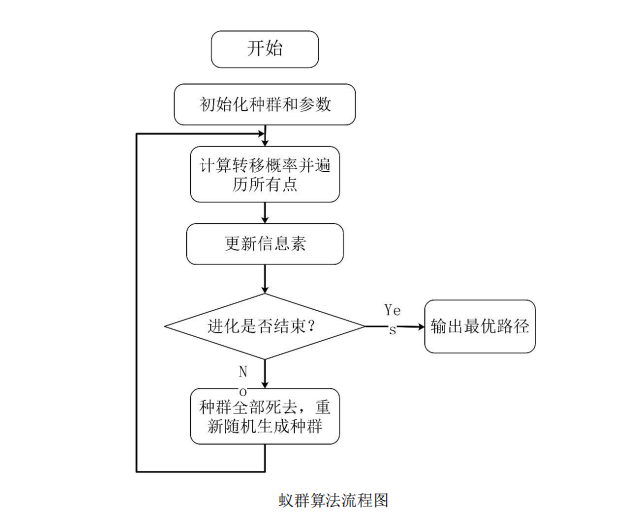 开始
初始化种群和参数
计算转移概率并遍
历所有点
更新信息素
进化是否结束？
Ye
s
输出最优路径
N
o
种群全部死去，重
新随机生成种群
蚁群算法流程图